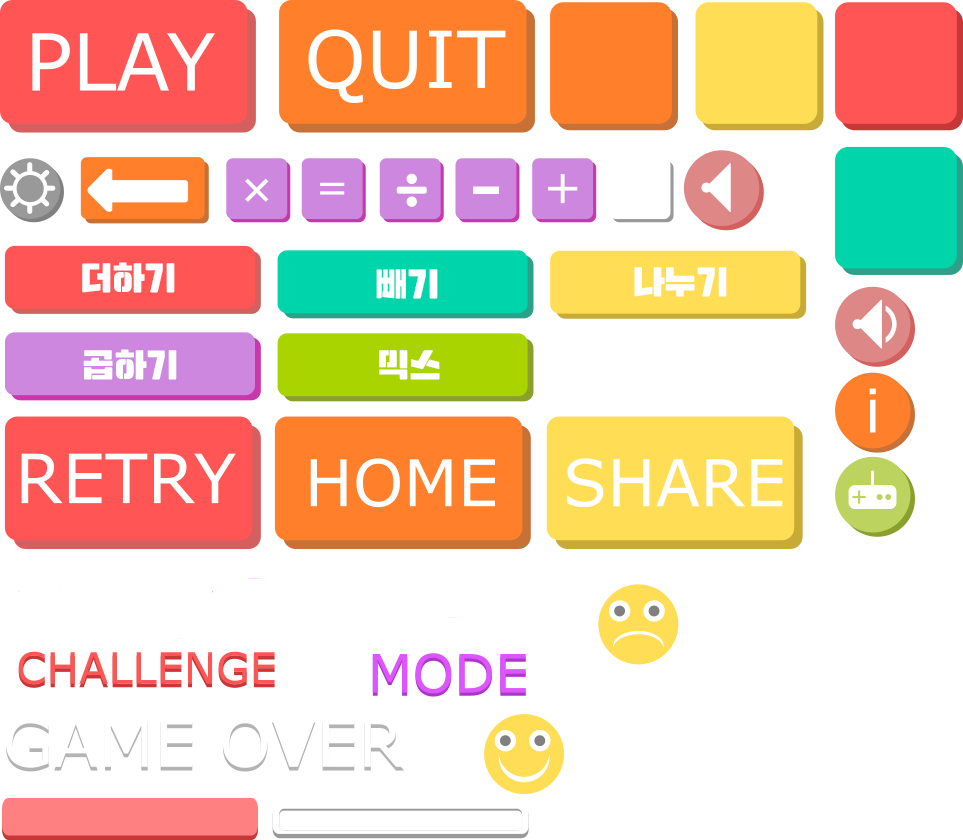 PLAY QUIT
× = ÷ - +
더하기 빼기 나누기
곱하기 믹스
i
RETRY HOME SHARE
CHALLENGE MODE
GAME OVER